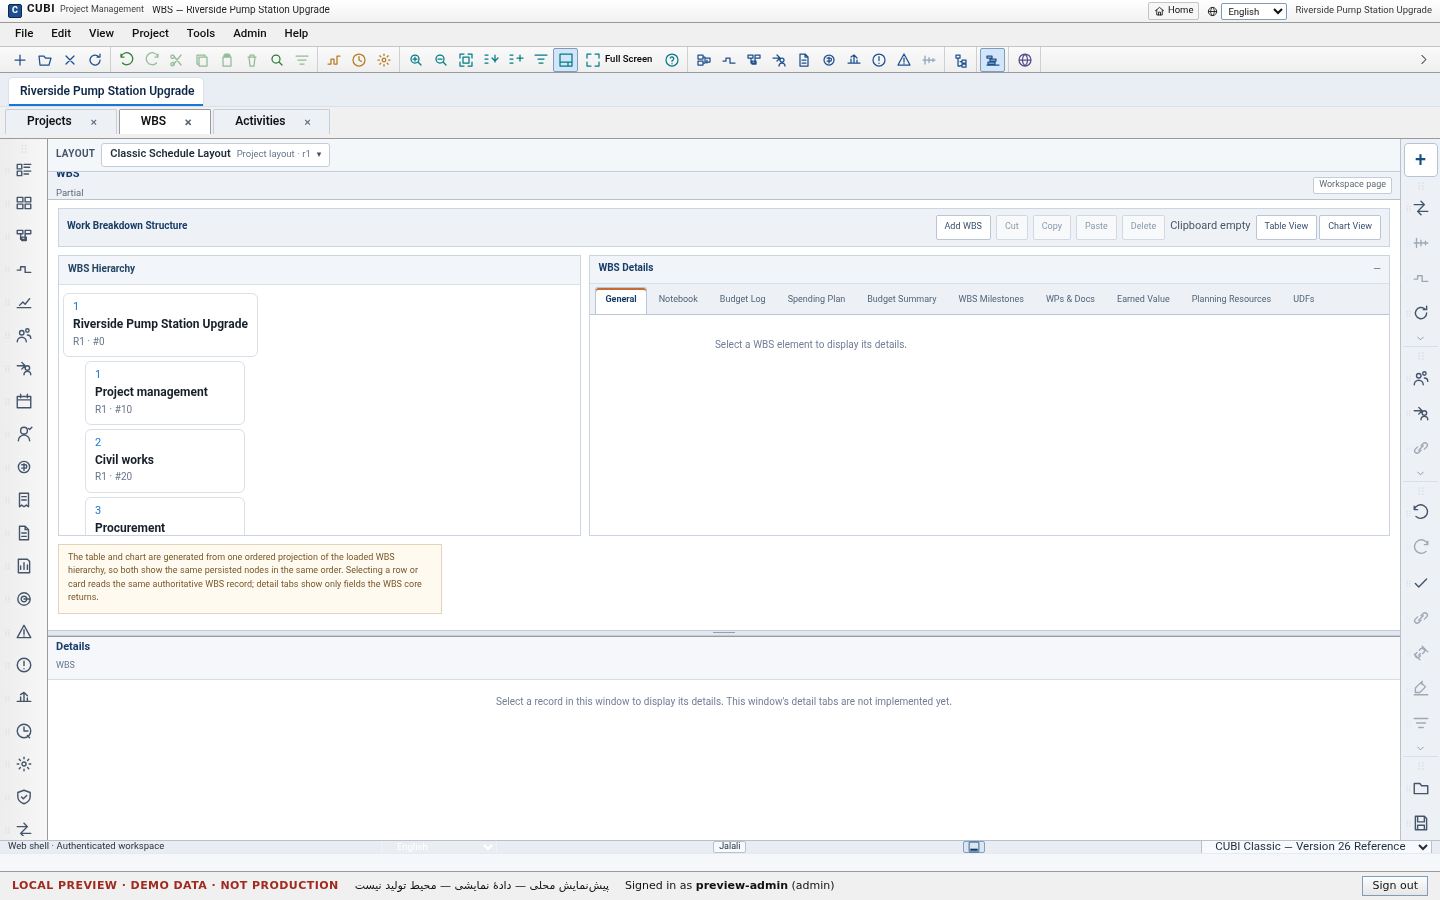 C CUBI Project Management WBS — Riverside Pump Station Upgrade Home English Riverside Pump Station Upgrade
File Edit View Project Tools Admin Help
Full Screen
Riverside Pump Station Upgrade
Projects × WBS × Activities ×
LAYOUT Classic Schedule Layout Project layout · r1 ▾
WBS
Partial
Workspace page
Work Breakdown Structure Add WBS Cut Copy Paste Delete Clipboard empty Table View Chart View
WBS Hierarchy
1
Riverside Pump Station Upgrade
R1 · #0
1
Project management
R1 · #10
2
Civil works
R1 · #20
3
Procurement
WBS Details –
General Notebook Budget Log Spending Plan Budget Summary WBS Milestones WPs & Docs Earned Value Planning Resources UDFs
Select a WBS element to display its details.
The table and chart are generated from one ordered projection of the loaded WBS
hierarchy, so both show the same persisted nodes in the same order. Selecting a row or
card reads the same authoritative WBS record; detail tabs show only fields the WBS core
returns.
Details
WBS
Select a record in this window to display its details. This window's detail tabs are not implemented yet.
Web shell · Authenticated workspace English Jalali CUBI Classic — Version 26 Reference
LOCAL PREVIEW · DEMO DATA · NOT PRODUCTION پیش‌نمایش محلی — دادهٔ نمایشی — محیط تولید نیست Signed in as preview-admin (admin) Sign out